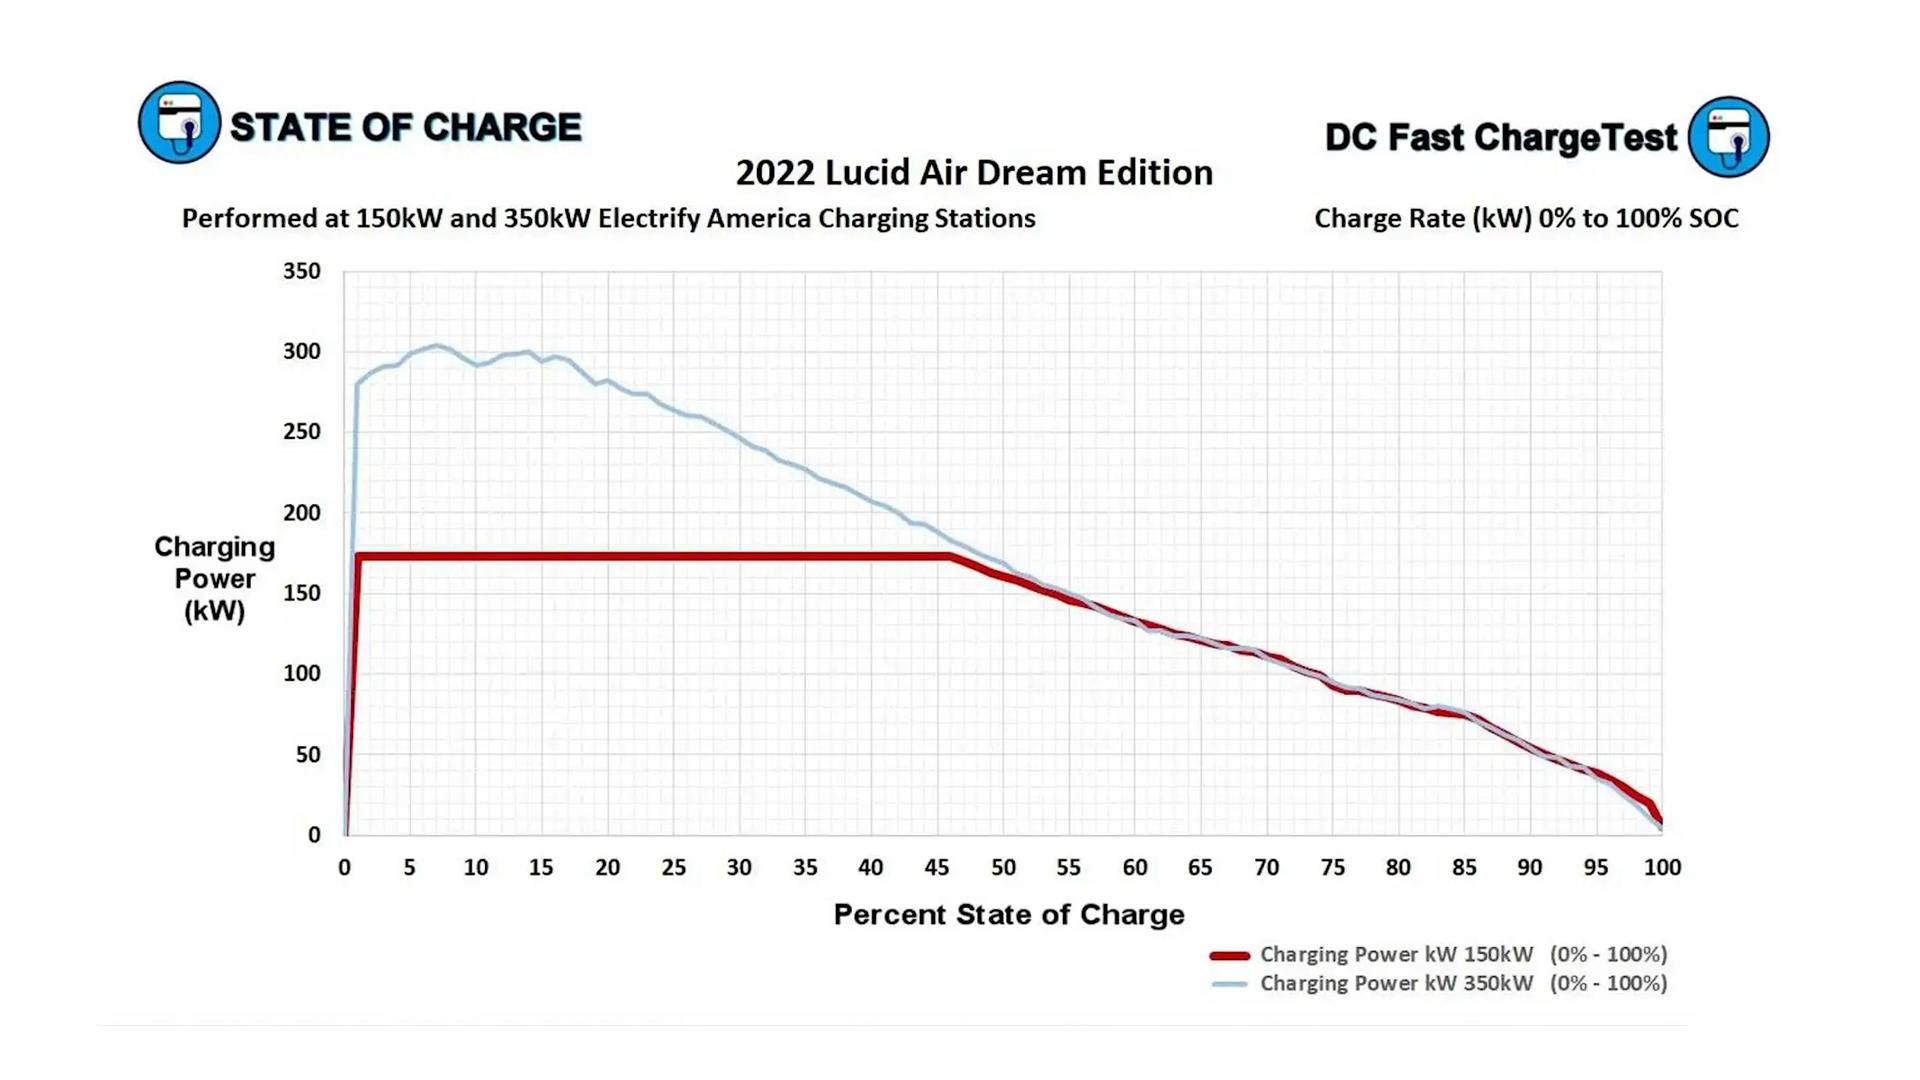 STATE OF CHARGE
DC Fast ChargeTest
2022 Lucid Air Dream Edition
Performed at 150kW and 350kW Electrify America Charging Stations
Charge Rate (kW) 0% to 100% SOC
350
300
250
200
150
100
50
0
Charging
Power
(kW)
0 5 10 15 20 25 30 35 40 45 50 55 60 65 70 75 80 85 90 95 100
Percent State of Charge
Charging Power kW 150kW (0% - 100%)
Charging Power kW 350kW (0% - 100%)